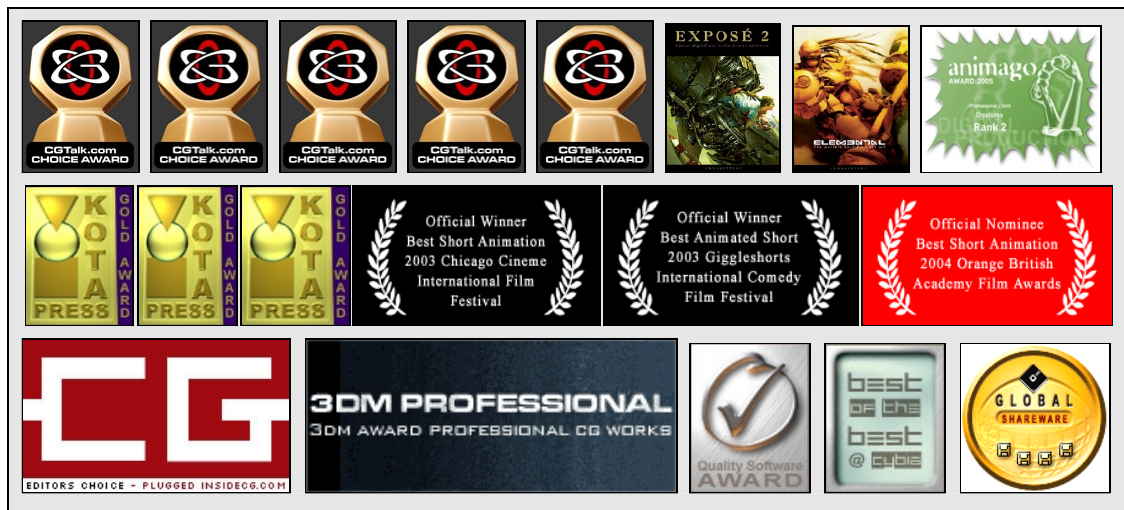 CGTalk.com
CHOICE AWARD
CGTalk.com
CHOICE AWARD
CGTalk.com
CHOICE AWARD
CGTalk.com
CHOICE AWARD
CGTalk.com
CHOICE AWARD
EXPOSÉ 2
ELEMENTAL
animago
AWARD:2005
Creatures
Rank 2
KOTA
PRESS
GOLD AWARD
KOTA
PRESS
GOLD AWARD
KOTA
PRESS
GOLD AWARD
Official Winner
Best Short Animation
2003 Chicago Cineme
International Film
Festival
Official Winner
Best Animated Short
2003 Giggleshorts
International Comedy
Film Festival
Official Nominee
Best Short Animation
2004 Orange British
Academy Film Awards
CG
EDITORS CHOICE - PLUGGED INSIDECG.COM
3DM PROFESSIONAL
3DM AWARD PROFESSIONAL CG WORKS
Quality Software
AWARD
best
of the
best
@ cybia
GLOBAL
SHAREWARE